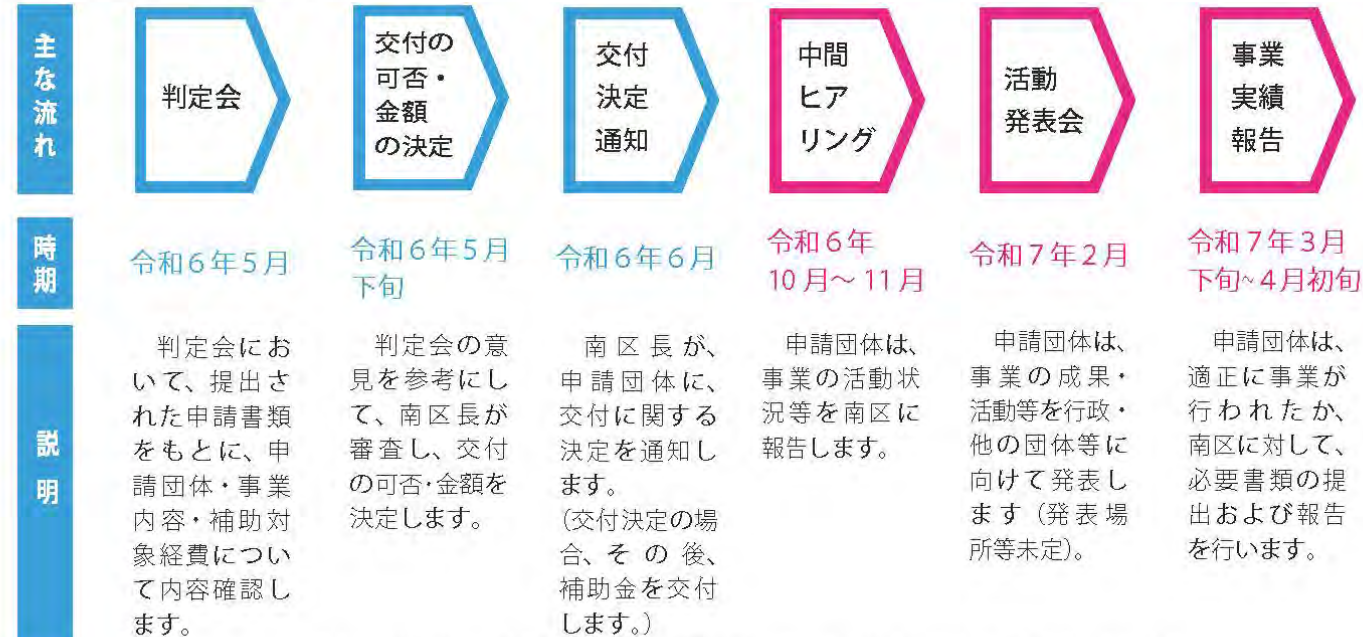 主な流れ
判定会
交付の
可否・
金額
の決定
交付
決定
通知
中間
ヒア
リング
活動
発表会
事業
実績
報告
時期
令和6年5月
令和6年5月
下旬
令和6年6月
令和6年
10月～11月
令和7年2月
令和7年3月
下旬~4月初旬
説明
判定会にお
いて、提出さ
れた申請書類
をもとに、申
請団体・事業
内容・補助対
象経費につい
て内容確認し
ます。
判定会の意
見を参考にし
て、南区長が
審査し、交付
の可否・金額を
決定します。
南区長が、
申請団体に、
交付に関する
決定を通知し
ます。
(交付決定の場
合、その後、
補助金を交付
します。)
申請団体は、
事業の活動状
況等を南区に
報告します。
申請団体は、
事業の成果・
活動等を行政・
他の団体等に
向けて発表し
ます（発表場
所等未定）。
申請団体は、
適正に事業が
行われたか、
南区に対して、
必要書類の提
出および報告
を行います。